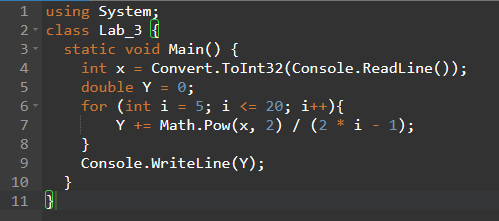 1 using System;
2 class Lab_3 {
3 static void Main() {
4 int x = Convert.ToInt32(Console.ReadLine());
5 double Y = 0;
6 for (int i = 5; i <= 20; i++){
7 Y += Math.Pow(x, 2) / (2 * i - 1);
8 }
9 Console.WriteLine(Y);
10 }
11 }